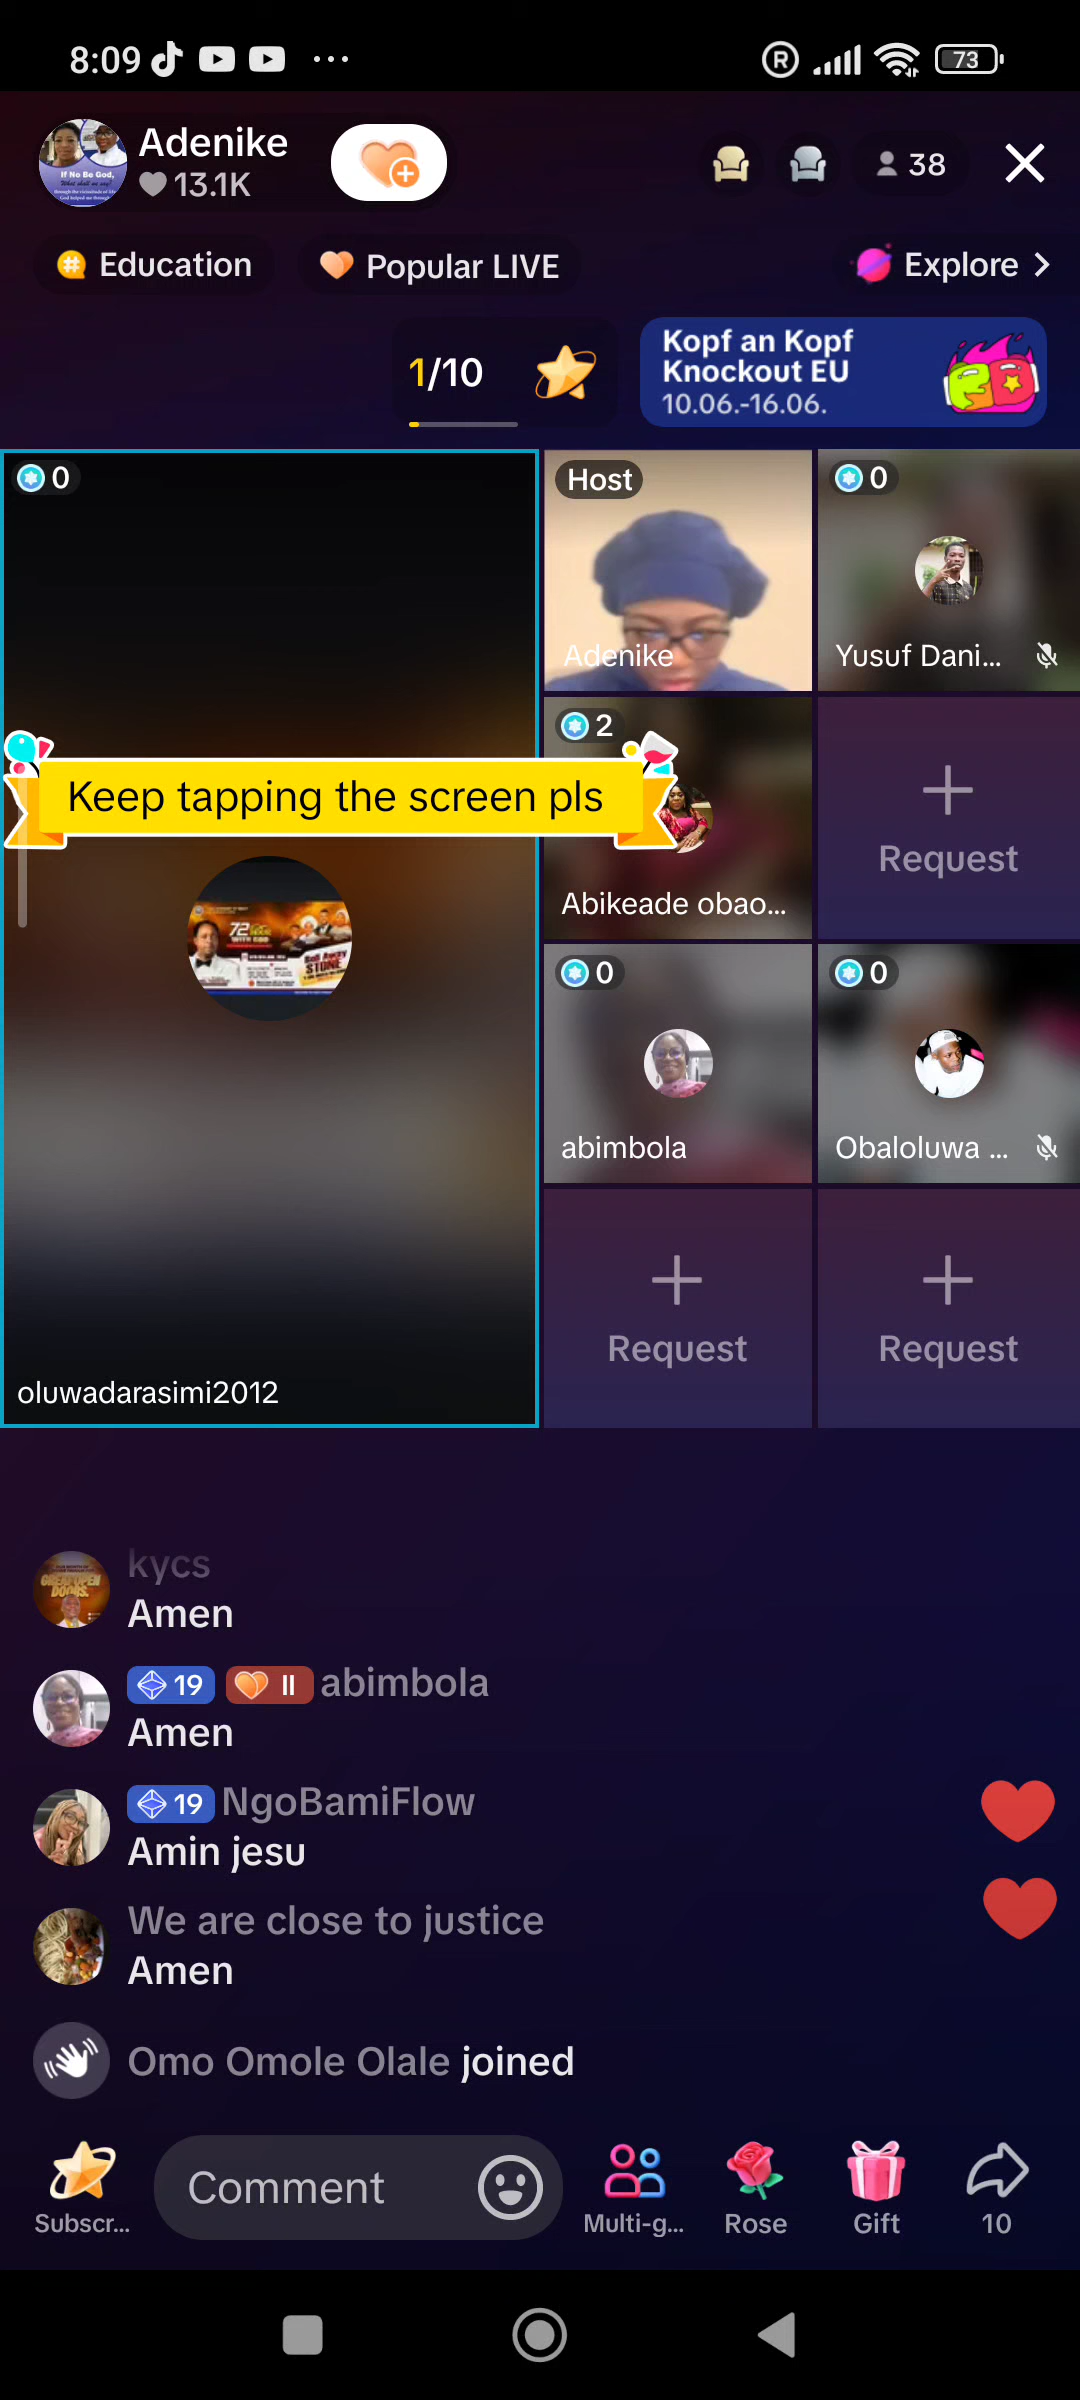 8:09
R
73
Adenike
13.1K
38
Education
Popular LIVE
Explore
1/10
Kopf an Kopf
Knockout EU
10.06.-16.06.
0
Host
Adenike
0
Yusuf Dani...
2
Keep tapping the screen pls
Abikeade obao...
Request
0
abimbola
0
Obaloluwa ...
oluwadarasimi2012
Request
Request
kycs
Amen
19 II abimbola
Amen
19 NgoBamiFlow
Amin jesu
We are close to justice
Amen
Omo Omole Olale joined
Comment
Subscr...
Multi-g...
Rose
Gift
10